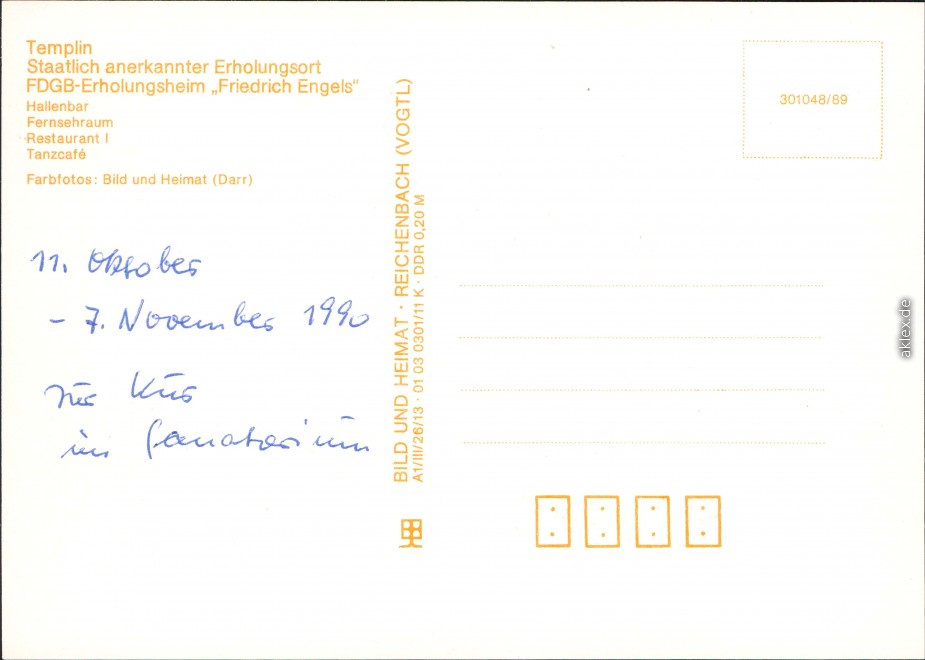 Templin
Staatlich anerkannter Erholungsort
FDGB-Erholungsheim „Friedrich Engels“
Hallenbar
Fernsehraum
Restaurant I
Tanzcafé
Farbfotos: Bild und Heimat (Darr)
11. Oktober
- 7. November 1990
zur Kur
im Sanatorium
BILD UND HEIMAT · REICHENBACH (VOGTL)
A1/III/26/13 · 01 03 0301/11 K · DDR 0,20 M
301048/89
aklex.de